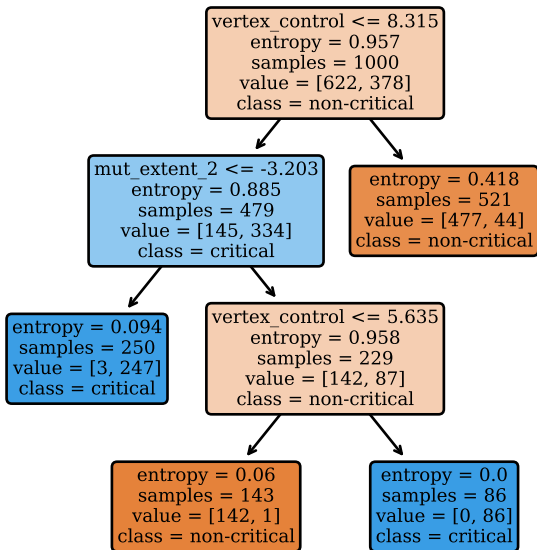 vertex_control <= 8.315
entropy = 0.957
samples = 1000
value = [622, 378]
class = non-critical
mut_extent_2 <= -3.203
entropy = 0.885
samples = 479
value = [145, 334]
class = critical
entropy = 0.418
samples = 521
value = [477, 44]
class = non-critical
entropy = 0.094
samples = 250
value = [3, 247]
class = critical
vertex_control <= 5.635
entropy = 0.958
samples = 229
value = [142, 87]
class = non-critical
entropy = 0.06
samples = 143
value = [142, 1]
class = non-critical
entropy = 0.0
samples = 86
value = [0, 86]
class = critical